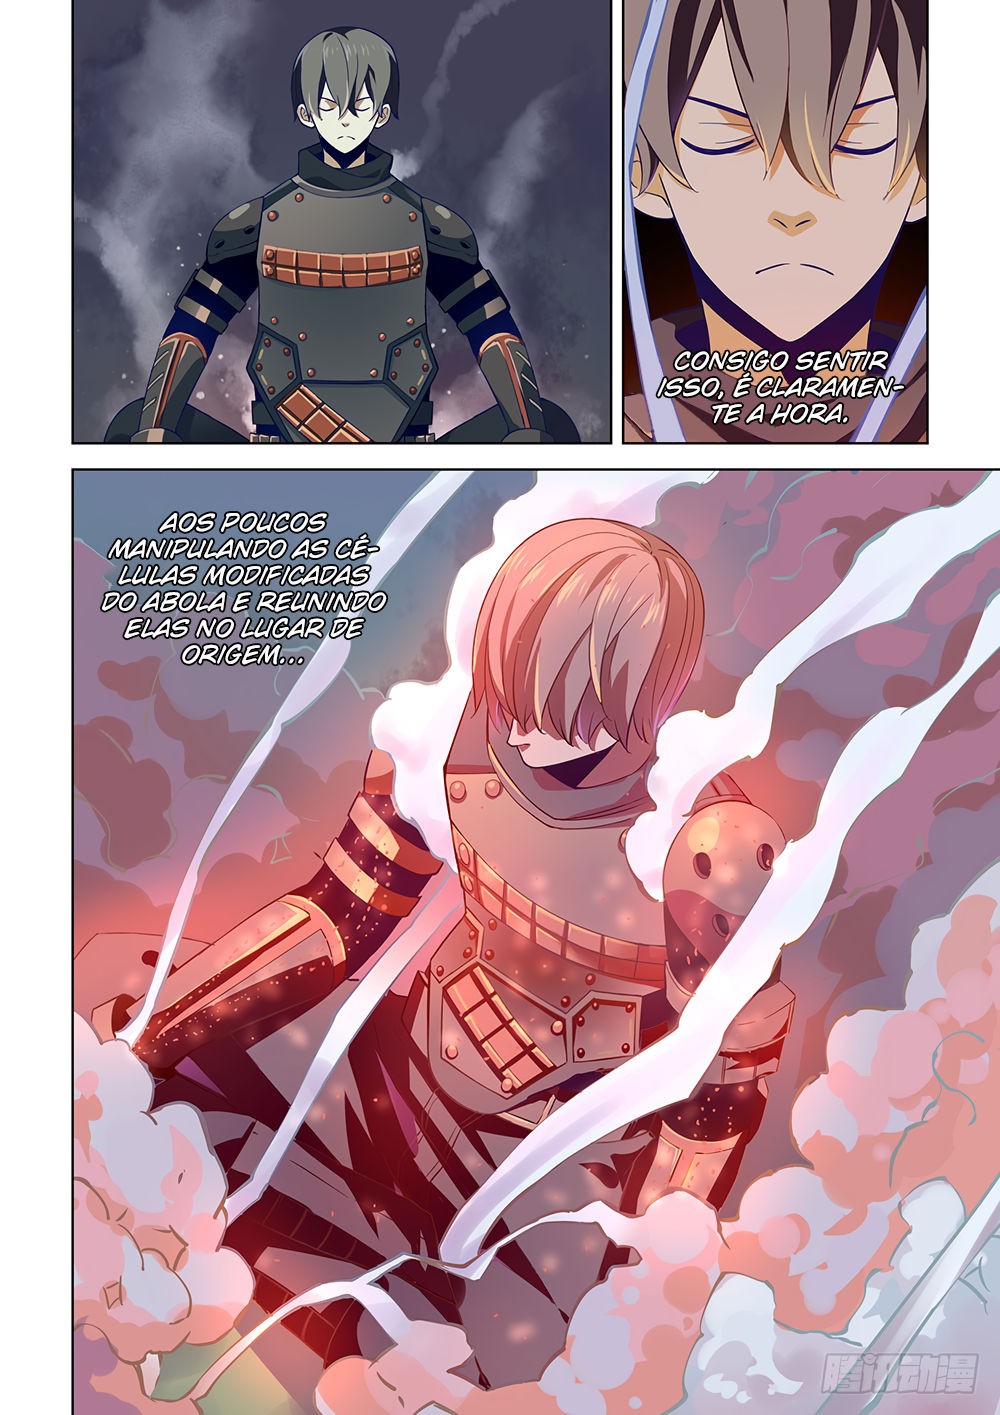 CONSIGO SENTIR
ISSO, É CLARAMEN-
TE A HORA.
AOS POUCOS
MANIPULANDO AS CÉ-
LULAS MODIFICADAS
DO ABOLA E REUNINDO
ELAS NO LUGAR DE
ORIGEM...
腾讯动漫